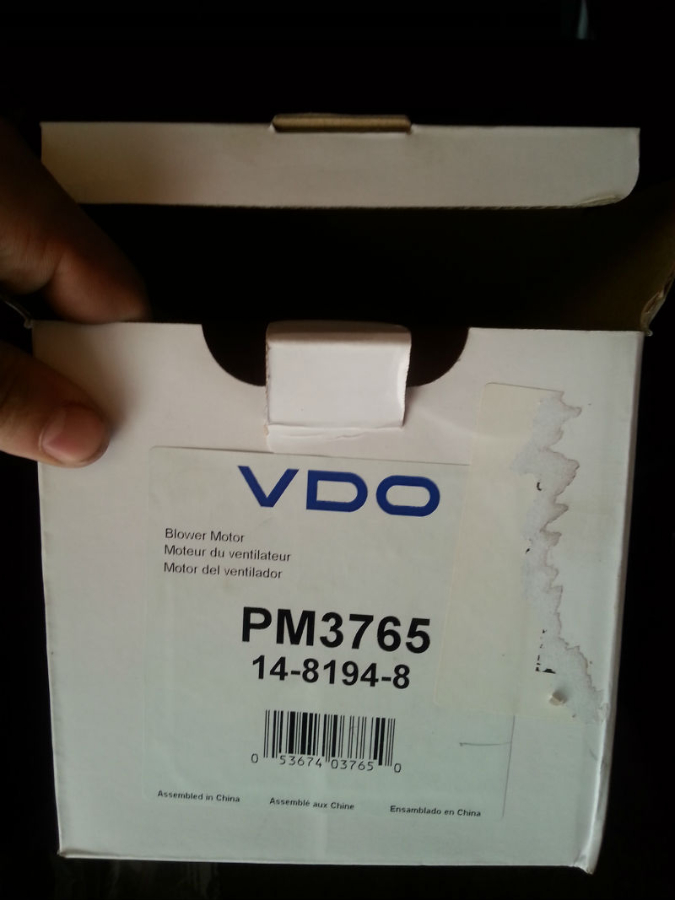 VDO
Blower Motor
Moteur du ventilateur
Motor del ventilador
PM3765
14-8194-8
0 53674 03765 0
Assembled in China Assemblé aux Chine Ensamblado en China